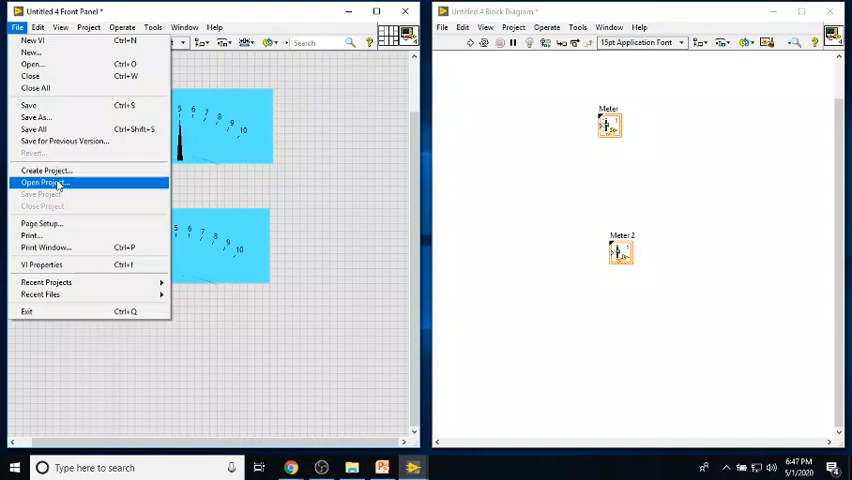 Untitled 4 Front Panel *
File Edit View Project Operate Tools Window Help
Search
New VI Ctrl+N
New...
Open... Ctrl+O
Close Ctrl+W
Close All
Save Ctrl+S
Save As...
Save All Ctrl+Shift+S
Save for Previous Version...
Revert...
Create Project...
Open Project...
Save Project
Close Project
Page Setup...
Print...
Print Window... Ctrl+P
VI Properties Ctrl+I
Recent Projects
Recent Files
Exit Ctrl+Q
5 6 7 8 9 10
5 6 7 8 9 10
Untitled 4 Block Diagram *
File Edit View Project Operate Tools Window Help
15pt Application Font
Meter
Meter 2
Type here to search
6:47 PM
5/1/2020
4